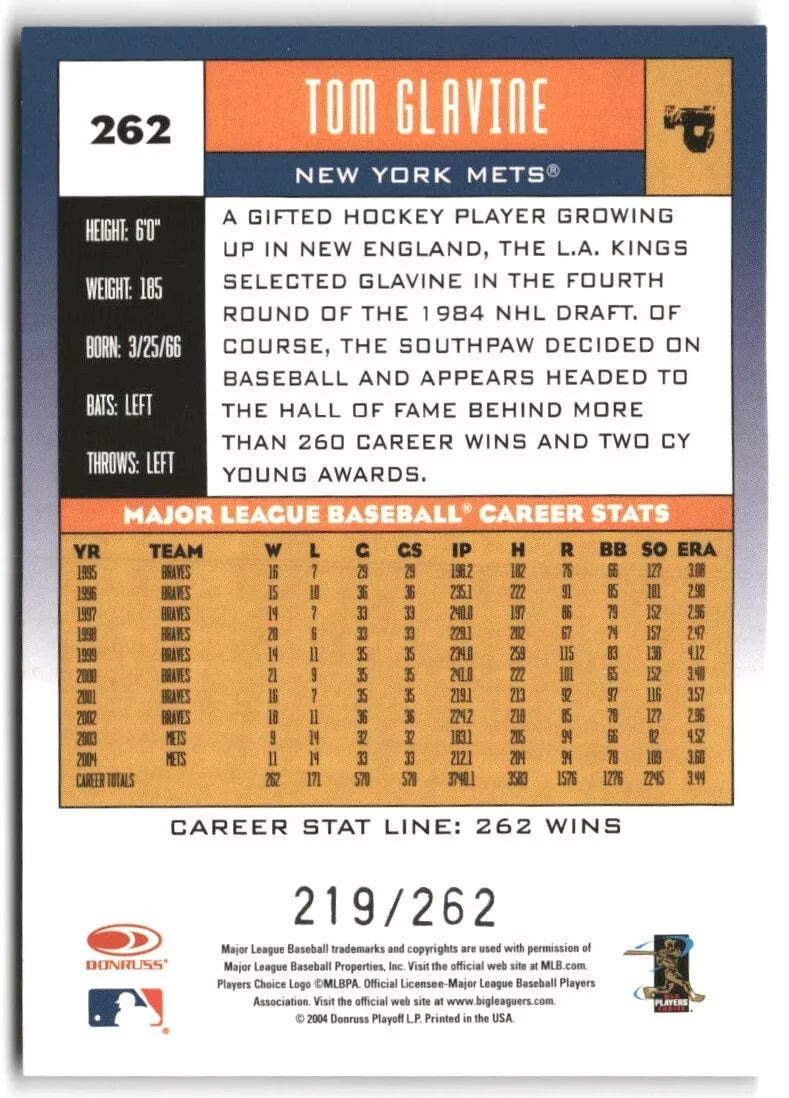 262
TOM GLAVINE
P
NEW YORK METS®
HEIGHT: 6'0"
WEIGHT: 185
BORN: 3/25/66
BATS: LEFT
THROWS: LEFT
A GIFTED HOCKEY PLAYER GROWING
UP IN NEW ENGLAND, THE L.A. KINGS
SELECTED GLAVINE IN THE FOURTH
ROUND OF THE 1984 NHL DRAFT. OF
COURSE, THE SOUTHPAW DECIDED ON
BASEBALL AND APPEARS HEADED TO
THE HALL OF FAME BEHIND MORE
THAN 260 CAREER WINS AND TWO CY
YOUNG AWARDS.
MAJOR LEAGUE BASEBALL® CAREER STATS
YR TEAM W L G GS IP H R BB SO ERA
1995 BRAVES 16 7 29 29 198.2 182 76 66 127 3.08
1996 BRAVES 15 10 36 36 235.1 222 91 85 181 2.98
1997 BRAVES 14 7 33 33 240.0 197 86 79 152 2.96
1998 BRAVES 20 6 33 33 229.1 202 67 74 157 2.47
1999 BRAVES 14 11 35 35 234.0 259 115 83 138 4.12
2000 BRAVES 21 9 35 35 241.0 222 101 65 152 3.40
2001 BRAVES 16 7 35 35 219.1 213 92 97 116 3.57
2002 BRAVES 18 11 36 36 224.2 210 85 78 127 2.96
2003 METS 9 14 32 32 183.1 205 94 66 82 4.52
2004 METS 11 14 33 33 212.1 204 94 70 109 3.60
CAREER TOTALS 262 171 570 570 3740.1 3583 1576 1276 2245 3.44
CAREER STAT LINE: 262 WINS
219/262
Major League Baseball trademarks and copyrights are used with permission of
Major League Baseball Properties, Inc. Visit the official web site at MLB.com.
Players Choice Logo ©MLBPA. Official Licensee-Major League Baseball Players
Association. Visit the official web site at www.bigleaguers.com.
© 2004 Donruss Playoff L.P. Printed in the USA.
DONRUSS®
PLAYERS
CHOICE